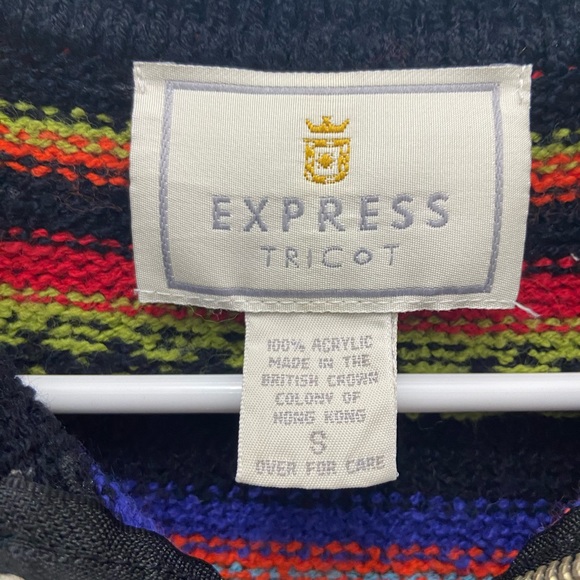 EXPRESS
TRICOT
100% ACRYLIC
MADE IN THE
BRITISH CROWN
COLONY OF
HONG KONG
S
OVER FOR CARE